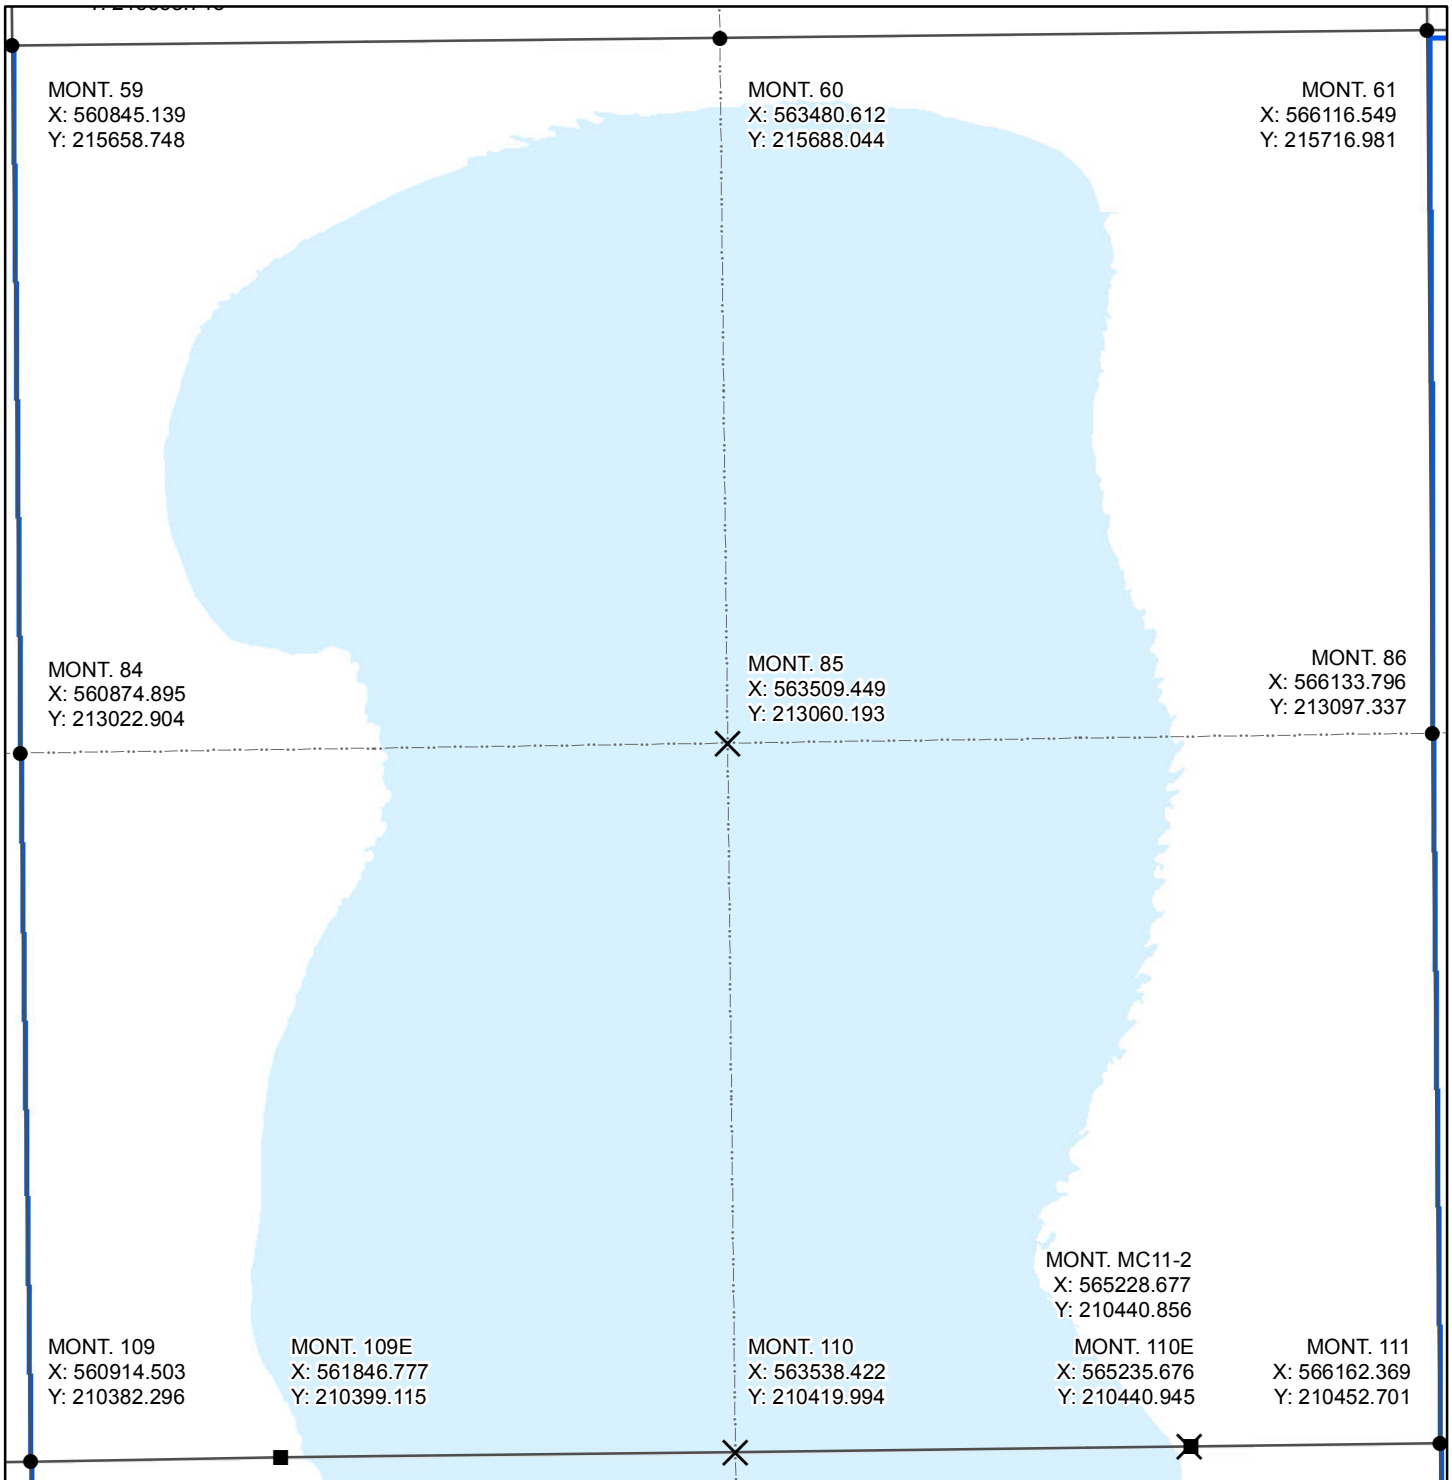 MONT. 59
X: 560845.139
Y: 215658.748
MONT. 60
X: 563480.612
Y: 215688.044
MONT. 61
X: 566116.549
Y: 215716.981
MONT. 84
X: 560874.895
Y: 213022.904
MONT. 85
X: 563509.449
Y: 213060.193
MONT. 86
X: 566133.796
Y: 213097.337
MONT. MC11-2
X: 565228.677
Y: 210440.856
MONT. 109
X: 560914.503
Y: 210382.296
MONT. 109E
X: 561846.777
Y: 210399.115
MONT. 110
X: 563538.422
Y: 210419.994
MONT. 110E
X: 565235.676
Y: 210440.945
MONT. 111
X: 566162.369
Y: 210452.701